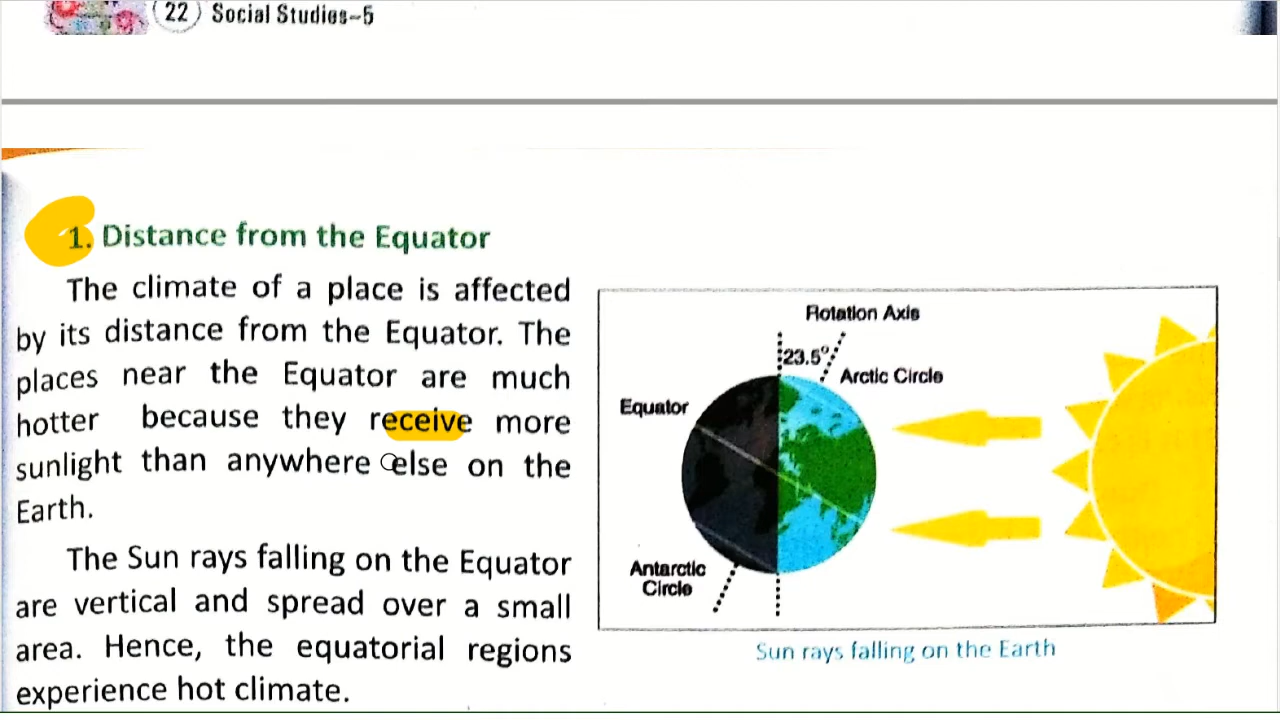 22 Social Studies–5
1. Distance from the Equator
The climate of a place is affected
by its distance from the Equator. The
places near the Equator are much
hotter because they receive more
sunlight than anywhere else on the
Earth.
The Sun rays falling on the Equator
are vertical and spread over a small
area. Hence, the equatorial regions
experience hot climate.
Rotation Axis
23.5°
Arctic Circle
Equator
Antarctic
Circle
Sun rays falling on the Earth